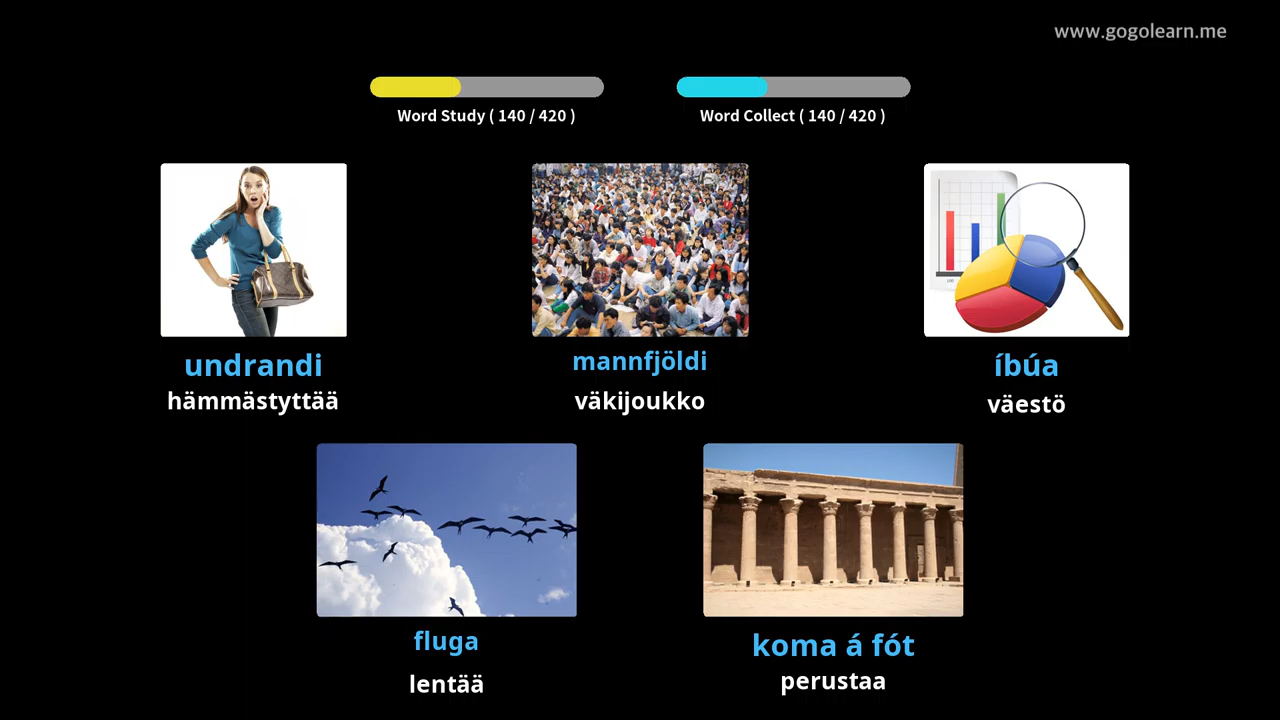 www.gogolearn.me
Word Study ( 140 / 420 )
Word Collect ( 140 / 420 )
undrandi
hämmästyttää
mannfjöldi
väkijoukko
íbúa
väestö
fluga
lentää
koma á fót
perustaa